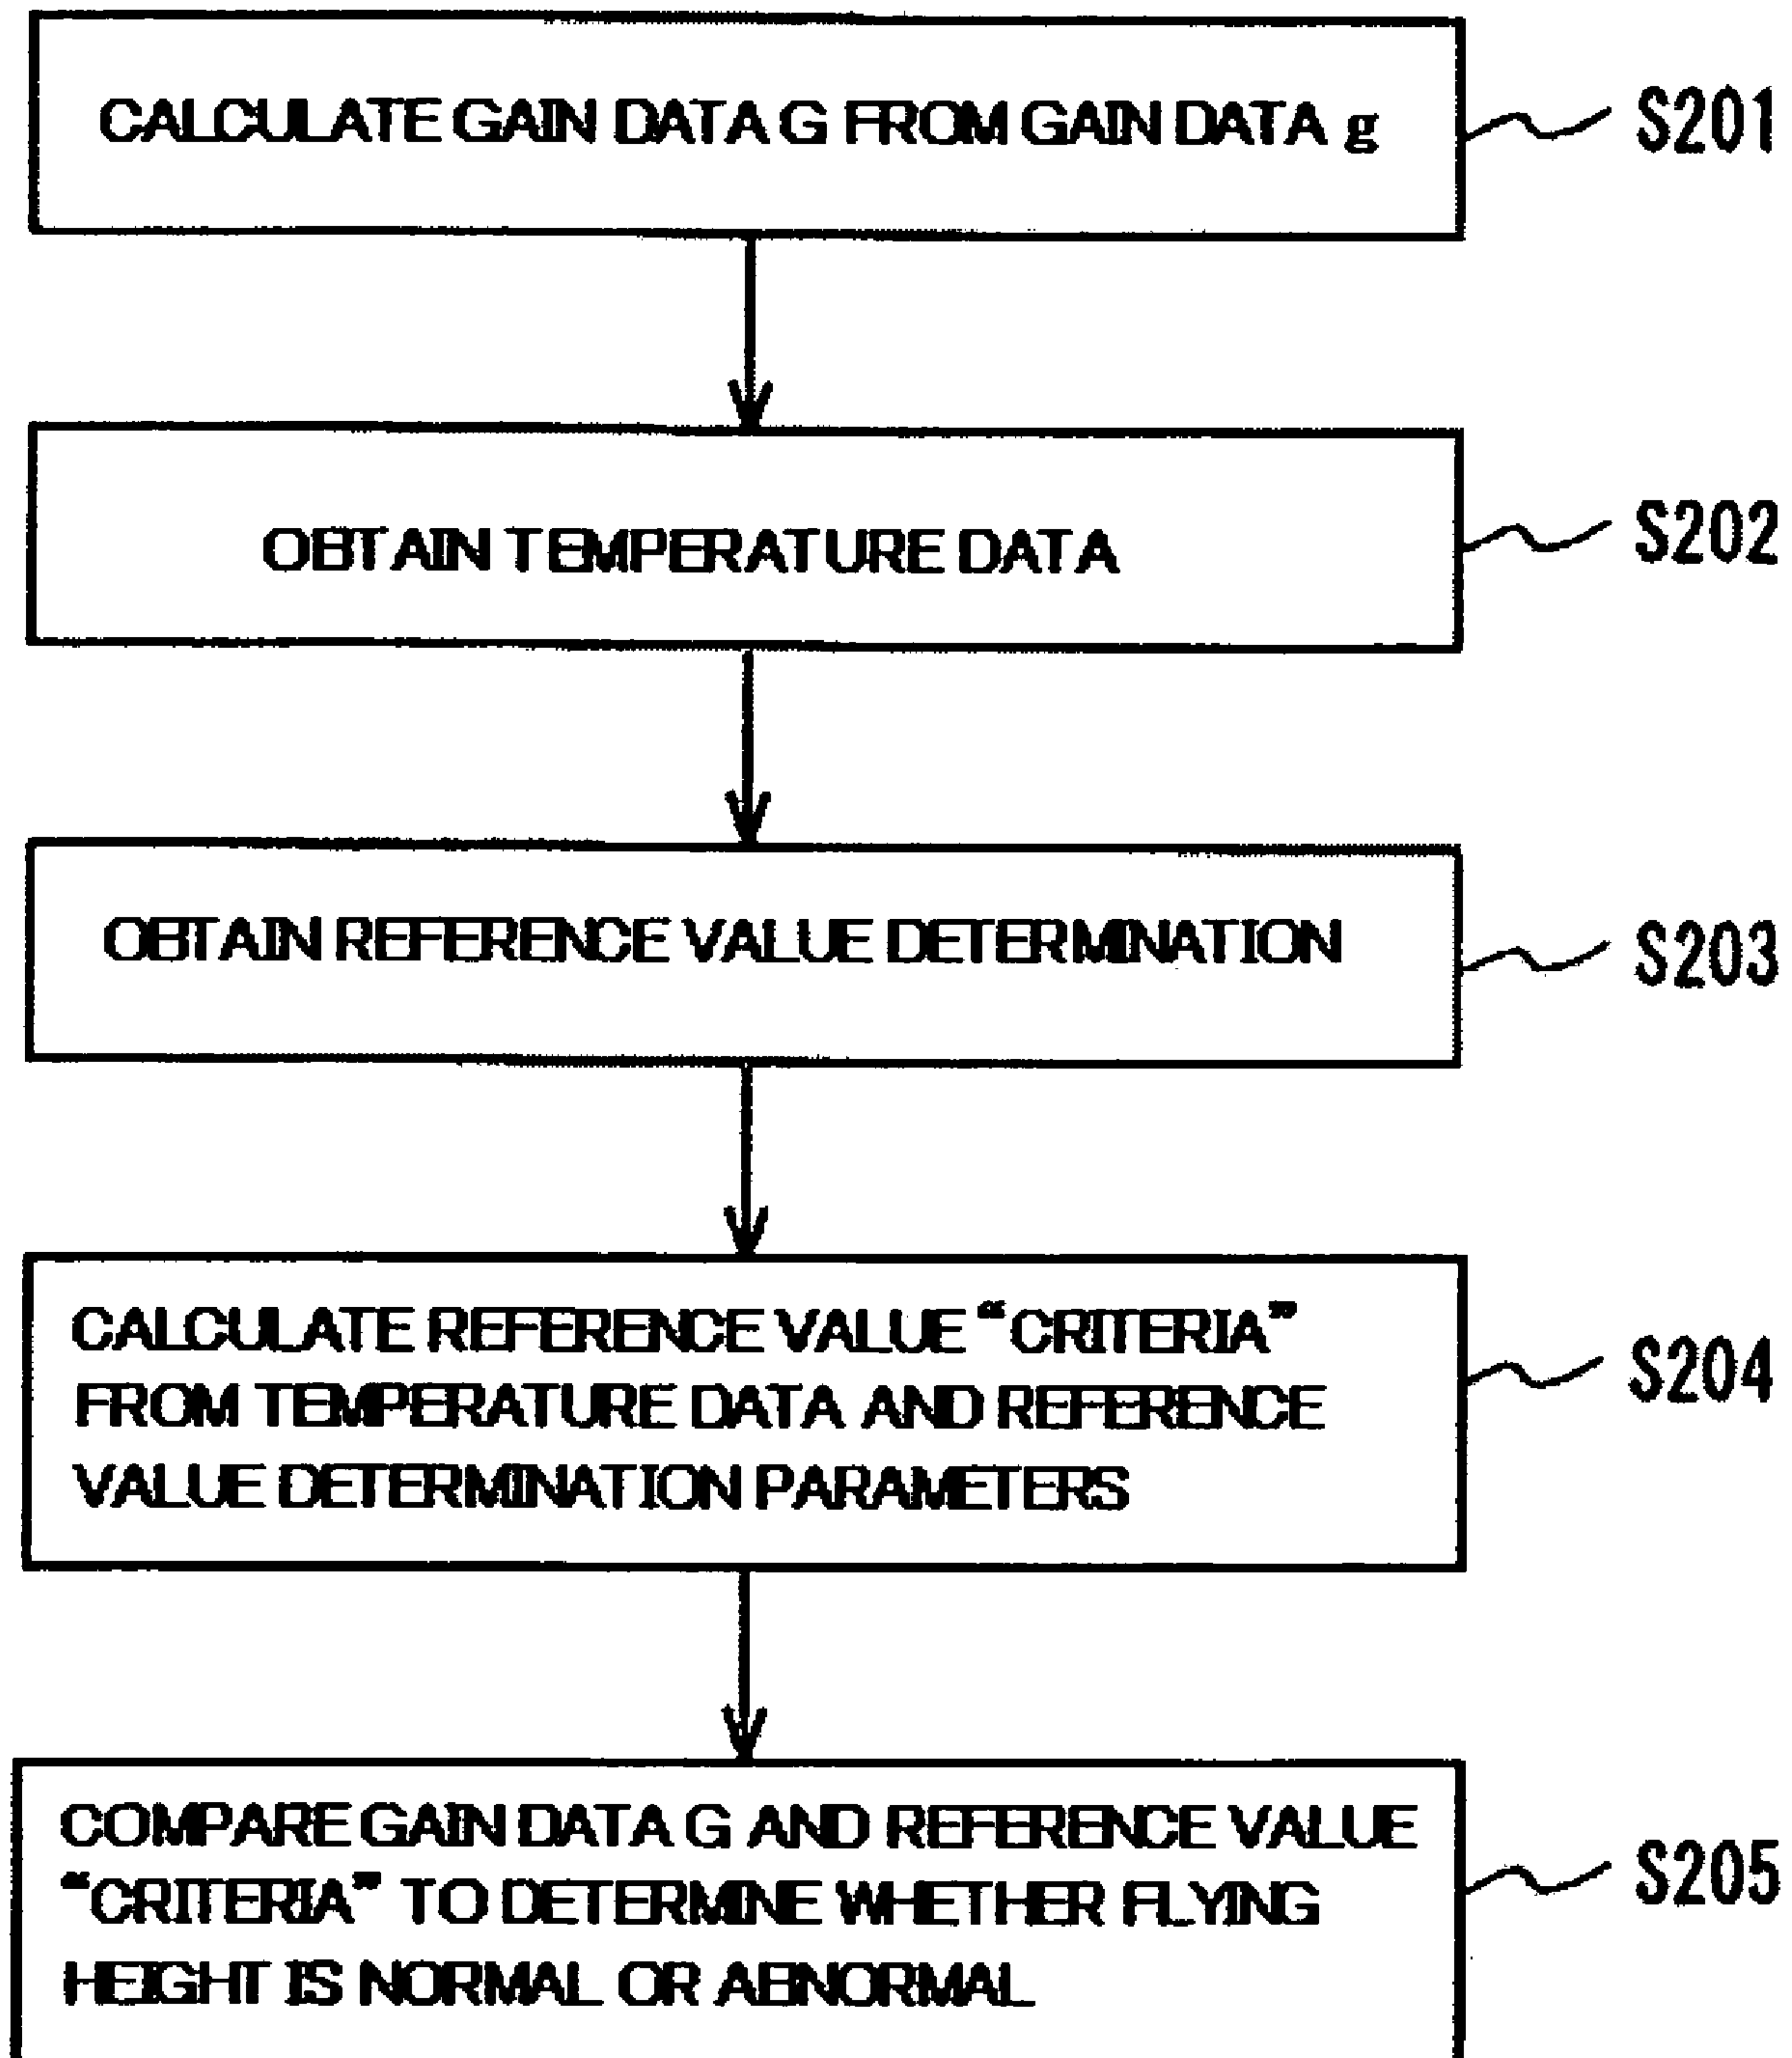 CALCULATE GAIN DATA G FROM GAIN DATA g
S201
OBTAIN TEMPERATURE DATA
S202
OBTAIN REFERENCE VALUE DETERMINATION
S203
CALCULATE REFERENCE VALUE “CRITERIA”
FROM TEMPERATURE DATA AND REFERENCE
VALUE DETERMINATION PARAMETERS
S204
COMPARE GAIN DATA G AND REFERENCE VALUE
“CRITERIA” TO DETERMINE WHETHER FLYING
HEIGHT IS NORMAL OR ABNORMAL
S205